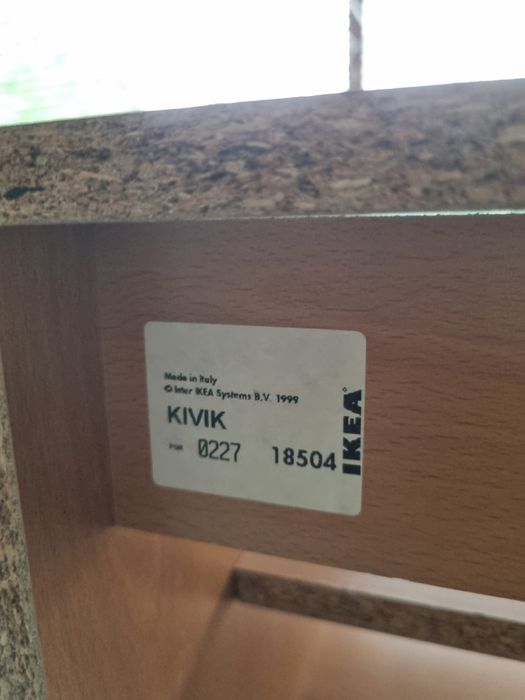 Made in Italy
© Inter IKEA Systems B.V. 1999
KIVIK
0227 18504
IKEA